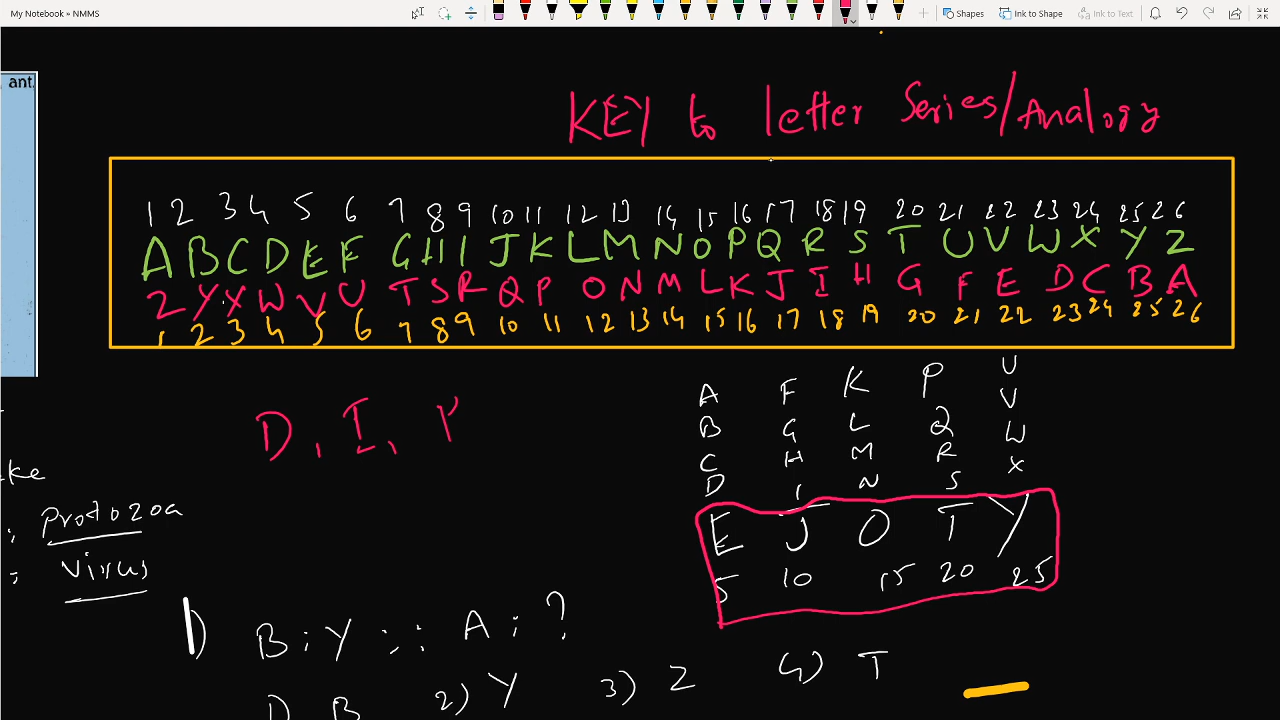 My Notebook » NMMS
Shapes Ink to Shape Ink to Text
ant,
KEY to letter Series/Analogy
1 2 3 4 5 6 7 8 9 10 11 12 13 14 15 16 17 18 19 20 21 22 23 24 25 26
A B C D E F G H I J K L M N O P Q R S T U V W X Y Z
Z Y X W V U T S R Q P O N M L K J I H G F E D C B A
1 2 3 4 5 6 7 8 9 10 11 12 13 14 15 16 17 18 19 20 21 22 23 24 25 26
A F K P U
B G L Q V
C H M R W
D I N S X
E J O T Y
5 10 15 20 25
D, I,
ke
: Protozoa
: Virus
1) B : Y :: A : ?
1) B 2) Y 3) Z 4) T